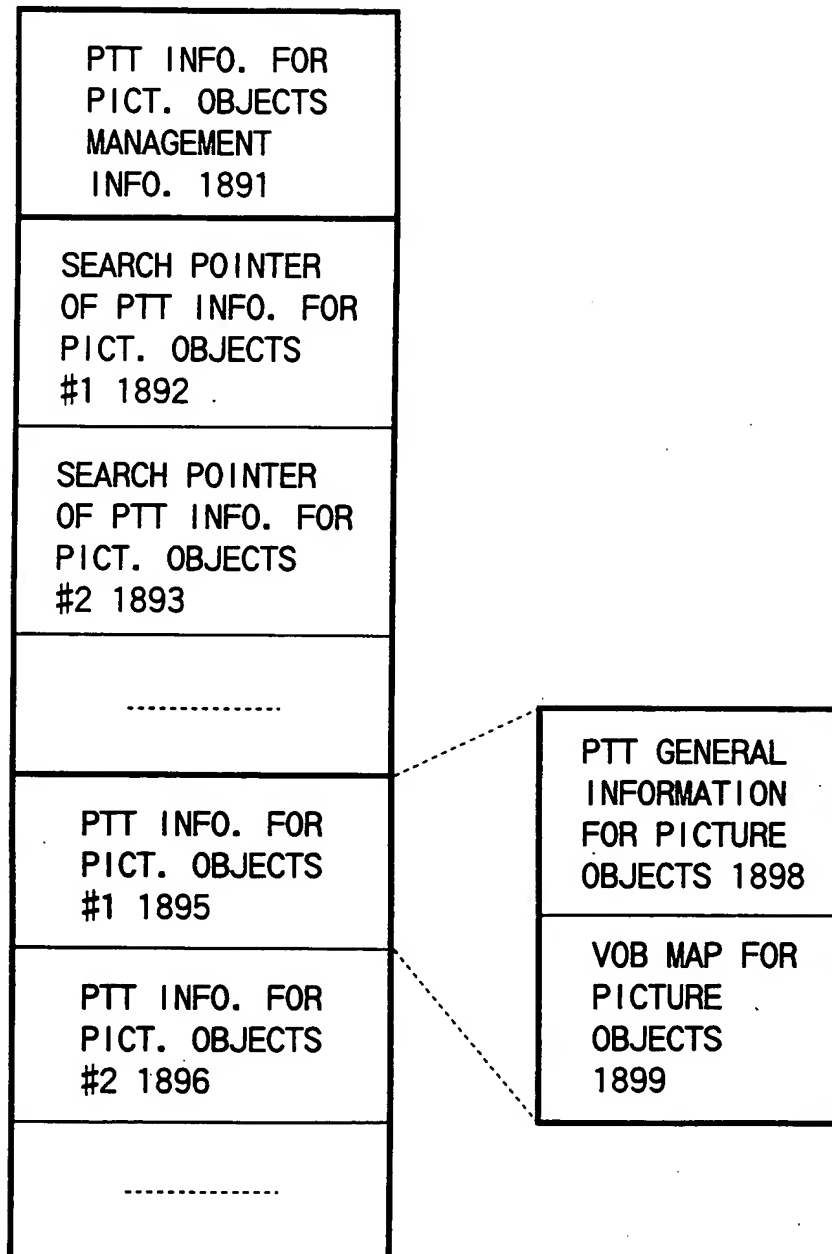 PTT INFO. FOR
PICT. OBJECTS
MANAGEMENT
INFO. 1891
SEARCH POINTER
OF PTT INFO. FOR
PICT. OBJECTS
#1 1892
SEARCH POINTER
OF PTT INFO. FOR
PICT. OBJECTS
#2 1893
PTT INFO. FOR
PICT. OBJECTS
#1 1895
PTT INFO. FOR
PICT. OBJECTS
#2 1896
PTT GENERAL
INFORMATION
FOR PICTURE
OBJECTS 1898
VOB MAP FOR
PICTURE
OBJECTS
1899